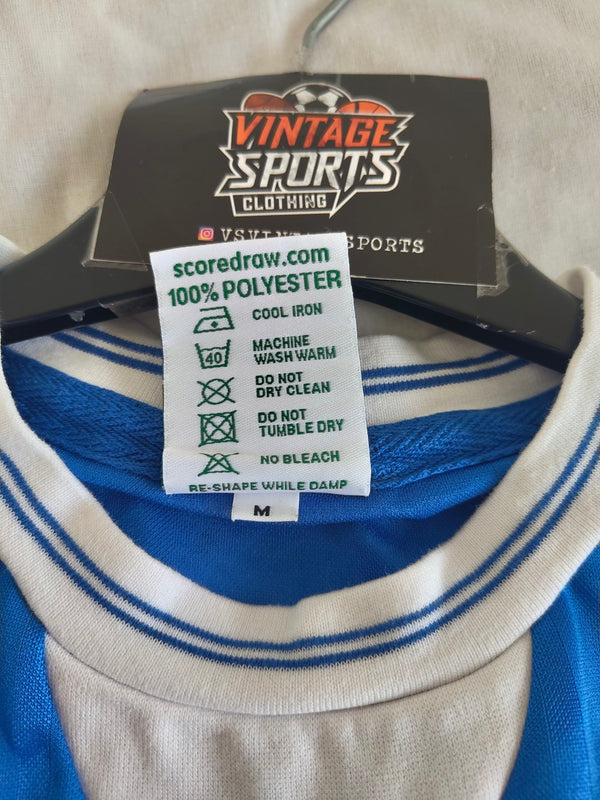 VINTAGE
SPORTS
CLOTHING
SPORTS
scoredraw.com
100% POLYESTER
COOL IRON
40
MACHINE
WASH WARM
DO NOT
DRY CLEAN
DO NOT
TUMBLE DRY
NO BLEACH
RE-SHAPE WHILE DAMP
M